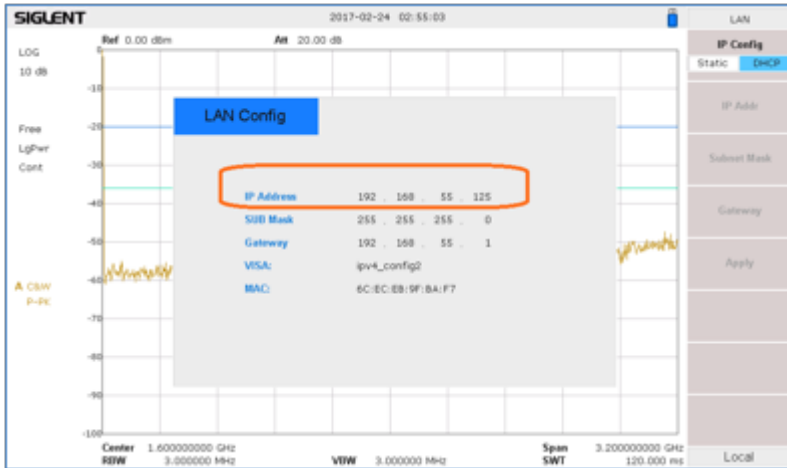 SIGLENT 2017-02-24 02:55:03 LAN
Ref 0.00 dBm Att 20.00 dB
IP Config
Static DHCP
LOG
10 dB
0
-10
IP Addr
LAN Config
Free
-20
LgPwr
Cont
-30
Subnet Mask
IP Address 192 . 168 . 55 . 125
-40
SUB Mask 255 . 255 . 255 . 0
Gateway
-50
Gateway 192 . 168 . 55 . 1
VISA: ipv4_config2
Apply
-60
MAC: 6C:EC:EB:9F:BA:F7
A C&W
P-PK
-70
-80
-90
-100
Center 1.600000000 GHz Span 3.200000000 GHz
RBW 3.000000 MHz VBW 3.000000 MHz SWT 120.000 ms
Local